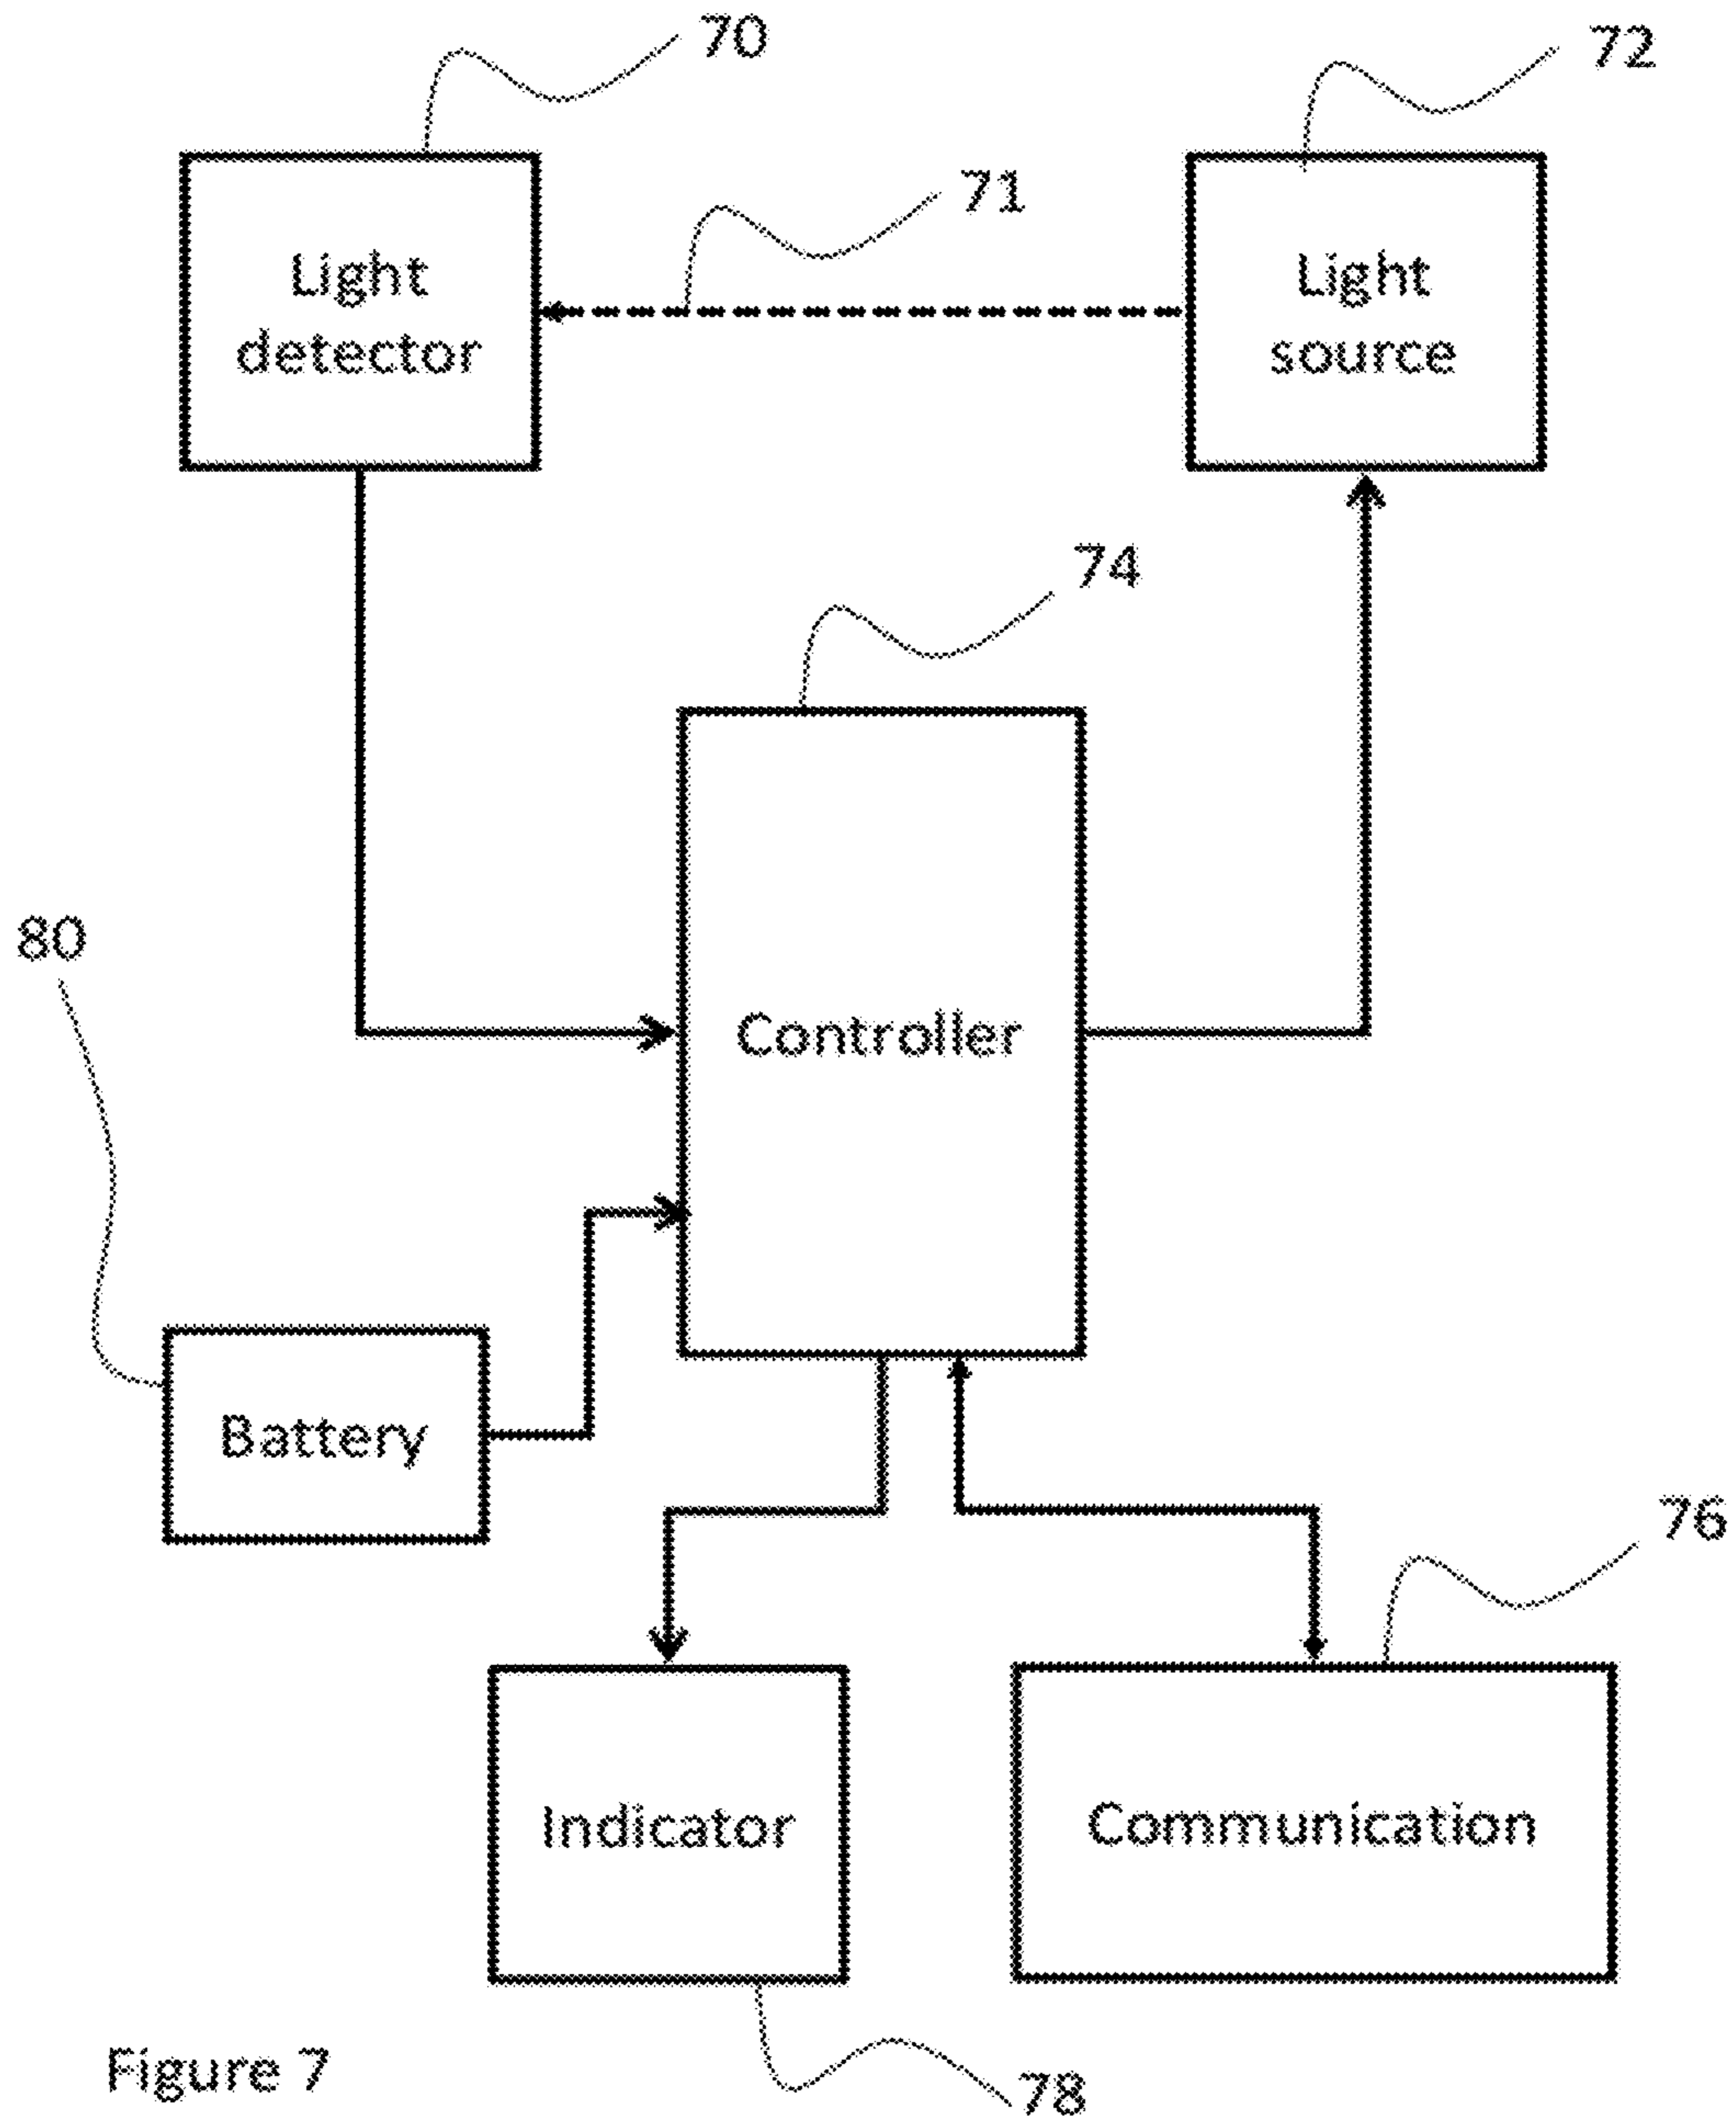 70
72
71
Light
detector
Light
source
74
80
Controller
Battery
76
Indicator
Communication
Figure 7
78